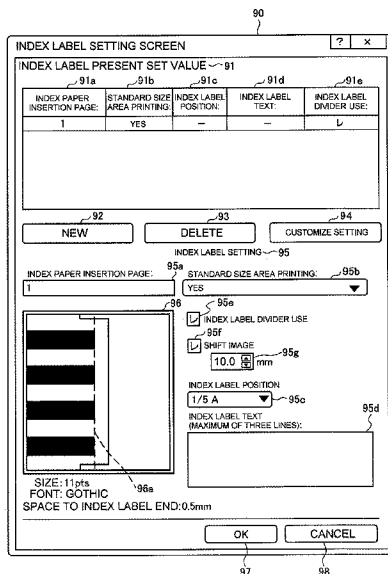 90
INDEX LABEL SETTING SCREEN ? ×
INDEX LABEL PRESENT SET VALUE 91
91a 91b 91c 91d 91e
INDEX PAPER INSERTION PAGE: STANDARD SIZE AREA PRINTING: INDEX LABEL POSITION: INDEX LABEL TEXT: INDEX LABEL DIVIDER USE:
1 YES — —
92 93 94
NEW DELETE CUSTOMIZE SETTING
INDEX LABEL SETTING 95
INDEX PAPER INSERTION PAGE: 95a STANDARD SIZE AREA PRINTING: 95b
1 YES ▼
96 95e
INDEX LABEL DIVIDER USE
95f
SHIFT IMAGE
10.0 mm 95g
INDEX LABEL POSITION
1/5 A ▼ 95c
INDEX LABEL TEXT 95d
(MAXIMUM OF THREE LINES):
96a
SIZE:11pts
FONT: GOTHIC
SPACE TO INDEX LABEL END:0.5mm
OK CANCEL
97 98